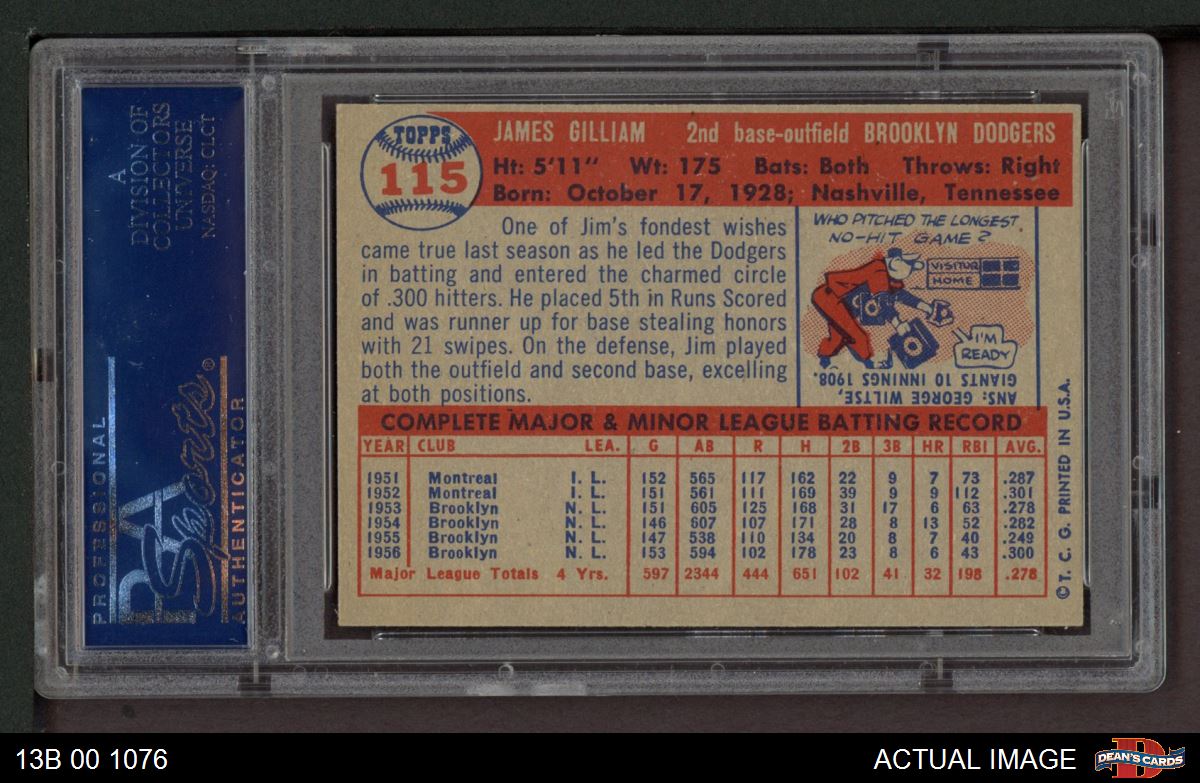 A
DIVISION OF
COLLECTORS
UNIVERSE
NASDAQ: CLCT
PROFESSIONAL
PSA
Sports®
AUTHENTICATOR
TOPPS
115
JAMES GILLIAM 2nd base-outfield BROOKLYN DODGERS
Ht: 5'11" Wt: 175 Bats: Both Throws: Right
Born: October 17, 1928; Nashville, Tennessee
One of Jim's fondest wishes
came true last season as he led the Dodgers
in batting and entered the charmed circle
of .300 hitters. He placed 5th in Runs Scored
and was runner up for base stealing honors
with 21 swipes. On the defense, Jim played
both the outfield and second base, excelling
at both positions.
WHO PITCHED THE LONGEST
NO-HIT GAME?
VISITOR
HOME
I'M
READY
ANS: GEORGE WILTSE,
GIANTS 10 INNINGS 1908.
COMPLETE MAJOR & MINOR LEAGUE BATTING RECORD
YEAR CLUB LEA. G AB R H 2B 3B HR RBI AVG.
1951 Montreal I. L. 152 565 117 162 22 9 7 73 .287
1952 Montreal I. L. 151 561 111 169 39 9 9 112 .301
1953 Brooklyn N. L. 151 605 125 168 31 17 6 63 .278
1954 Brooklyn N. L. 146 607 107 171 28 8 13 52 .282
1955 Brooklyn N. L. 147 538 110 134 20 8 7 40 .249
1956 Brooklyn N. L. 153 594 102 178 23 8 6 43 .300
Major League Totals 4 Yrs. 597 2344 444 651 102 41 32 198 .278
©T. C. G. PRINTED IN U.S.A.
13B 00 1076
ACTUAL IMAGE
DEAN'S CARDS